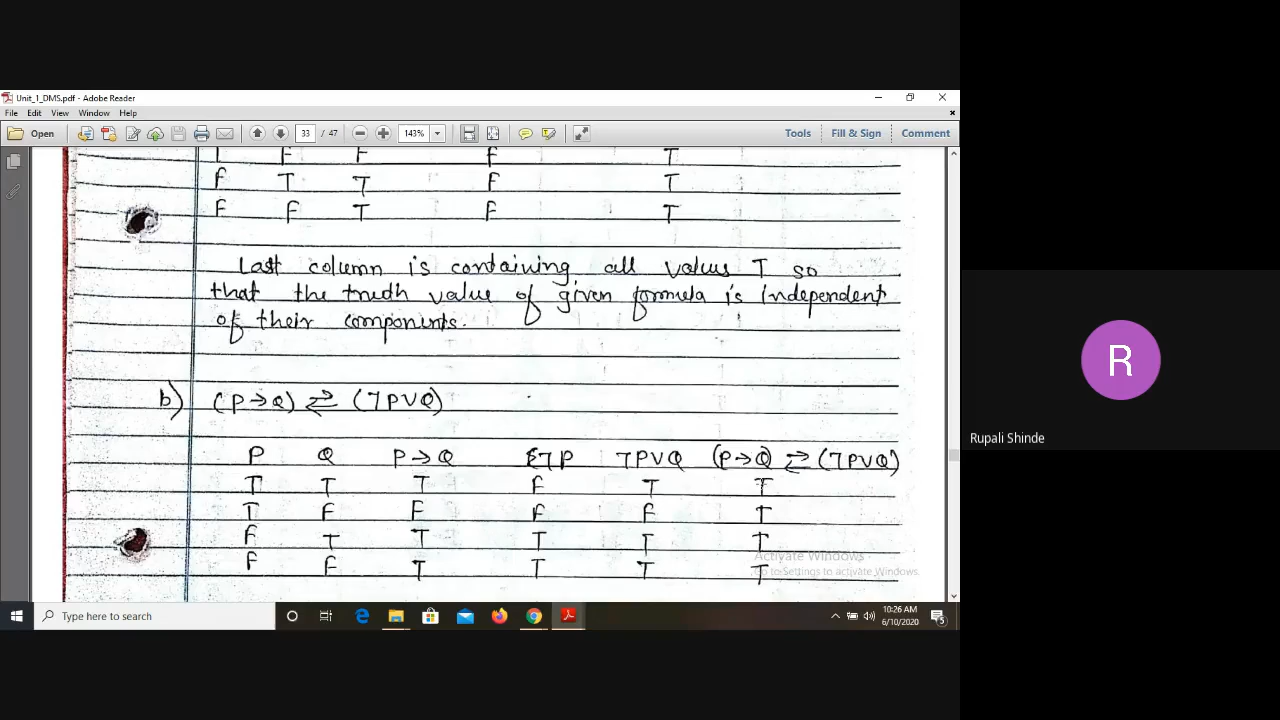 Unit_1_DMS.pdf - Adobe Reader
File Edit View Window Help
Open 33 / 47 143% Tools Fill & Sign Comment
T F F F T
F T T F T
F F T F T
Last column is containing all values T so
that the truth value of given formula is independent
of their components.
b) (P→Q) ⇄ (¬P∨Q)
P Q P→Q ¬P ¬P∨Q (P→Q) ⇄ (¬P∨Q)
T T T F T T
T F F F F T
F T T T T T
F F T T T T
Activate Windows
Go to Settings to activate Windows.
Type here to search
10:26 AM
6/10/2020
5
R
Rupali Shinde